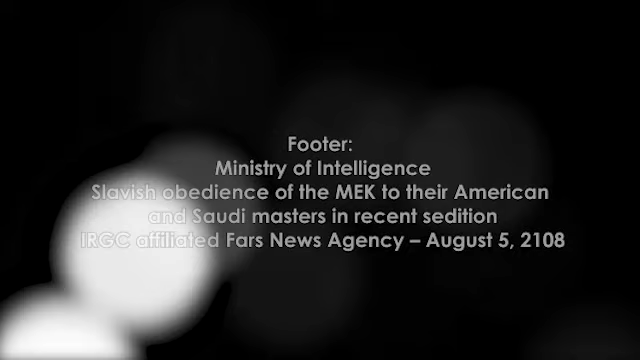 Footer:
Ministry of Intelligence
Slavish obedience of the MEK to their American
and Saudi masters in recent sedition
IRGC affiliated Fars News Agency – August 5, 2108